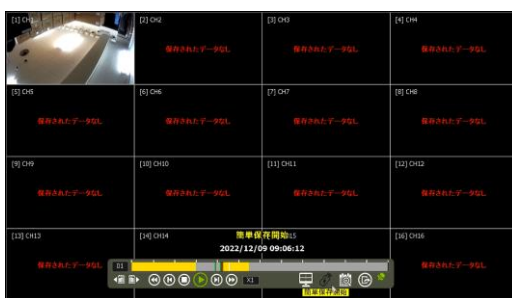 [1] CH1
[2] CH2
[3] CH3
[4] CH4
保存されたデータなし
保存されたデータなし
保存されたデータなし
[5] CH5
[6] CH6
[7] CH7
[8] CH8
保存されたデータなし
保存されたデータなし
保存されたデータなし
保存されたデータなし
[9] CH9
[10] CH10
[11] CH11
[12] CH12
保存されたデータなし
保存されたデータなし
保存されたデータなし
保存されたデータなし
[13] CH13
[14] CH14
簡単保存開始
15
[16] CH16
2022/12/09 09:06:12
保存されたデータなし
保存されたデータなし
01
X1
簡単保存開始